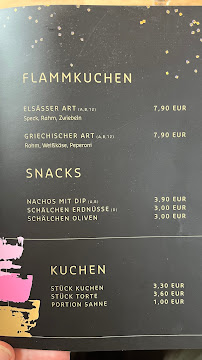 FLAMMKUCHEN
ELSÄSSER ART (A,G,10) 7,90 EUR
Speck, Rahm, Zwiebeln
GRIECHISCHER ART (A,G,10) 7,90 EUR
Rahm, Weißkäse, Peperoni
SNACKS
NACHOS MIT DIP 3,90 EUR
SCHÄLCHEN ERDNÜSSE 3,00 EUR
SCHÄLCHEN OLIVEN 3,00 EUR
KUCHEN
STÜCK KUCHEN 3,30 EUR
STÜCK TORTE 3,60 EUR
PORTION SAHNE 1,00 EUR